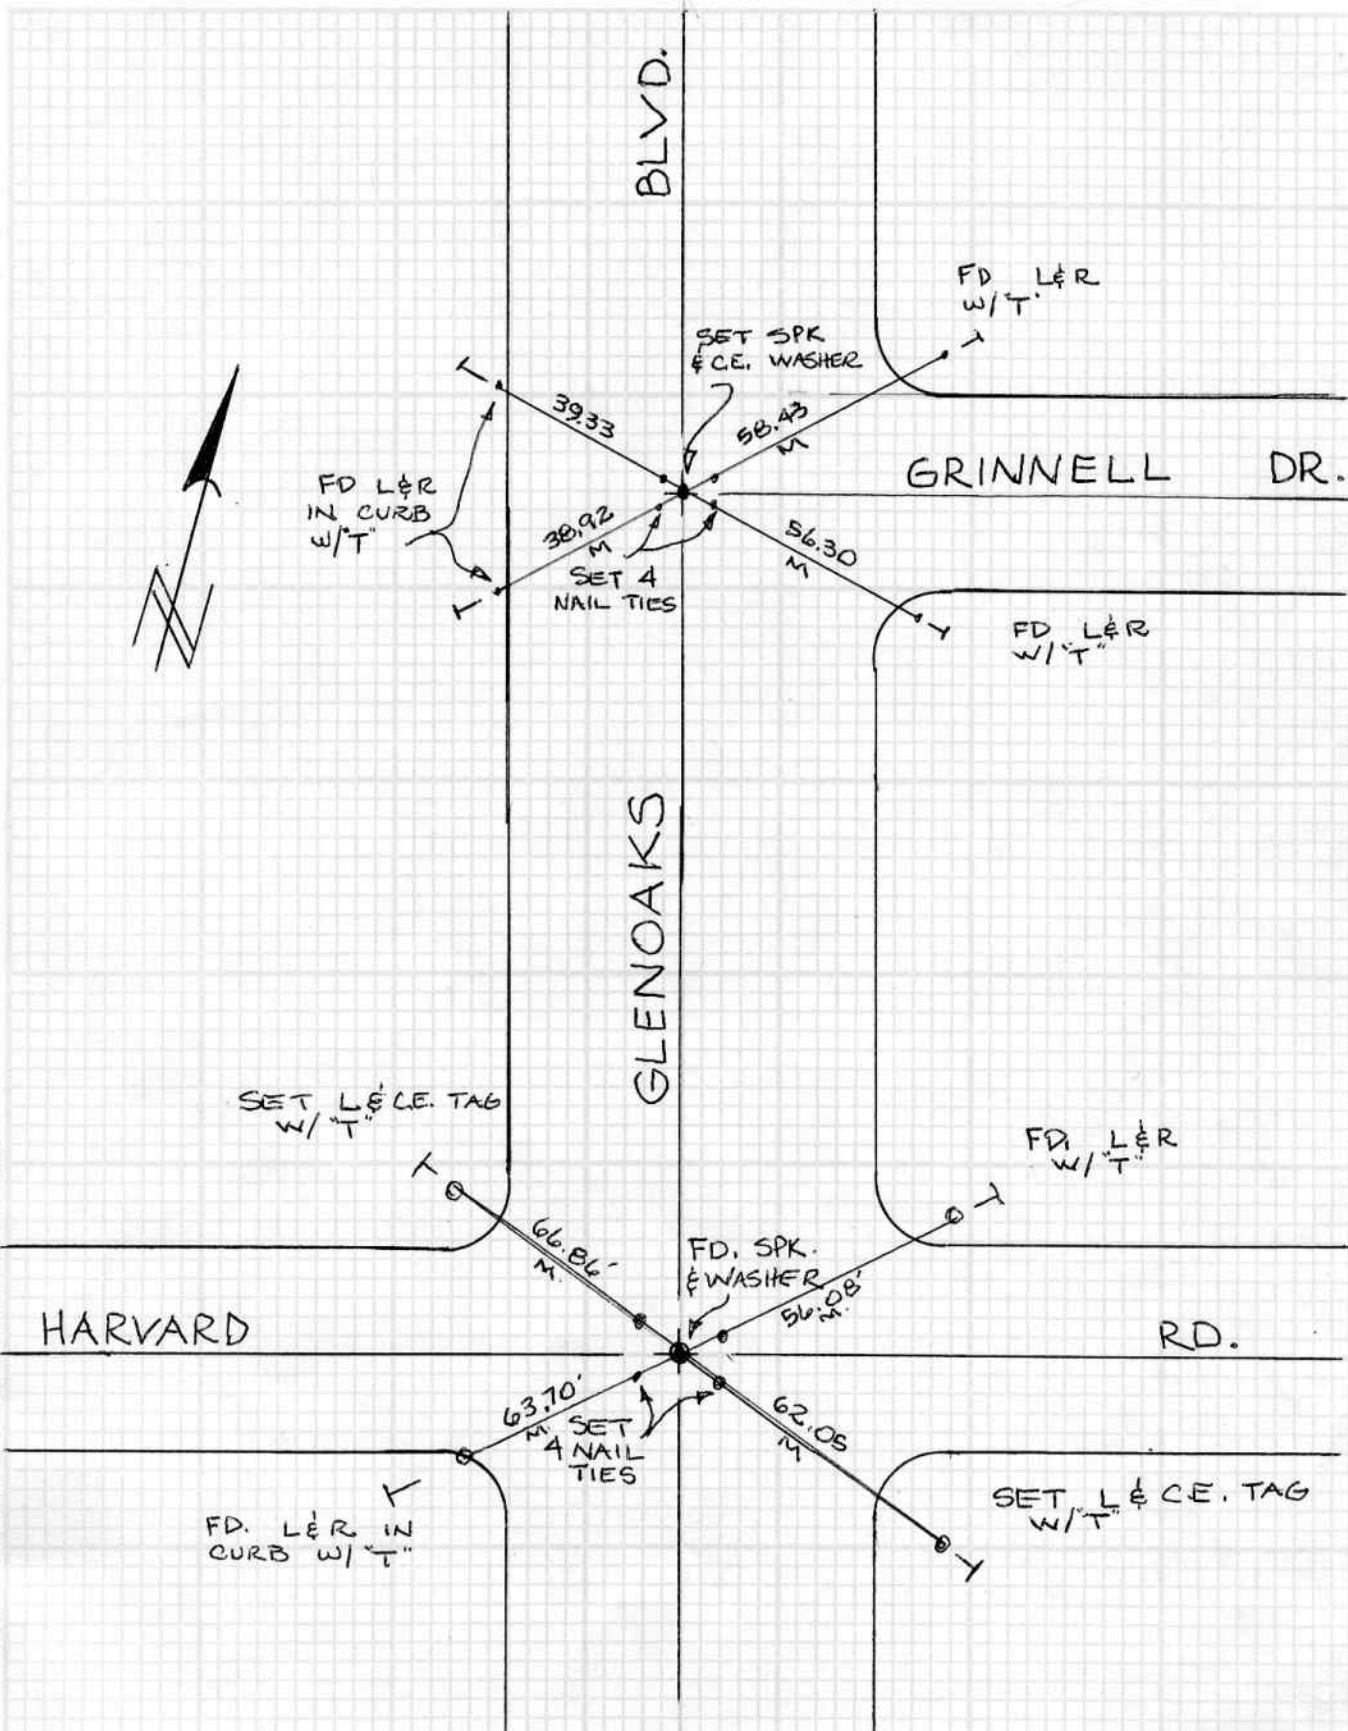 BLVD.
FD L&R
W/"T"
SET SPK
& C.E. WASHER
39.33
58.43
M
GRINNELL DR.
FD L&R
IN CURB
W/"T"
38.92
M
56.30
M
SET 4
NAIL TIES
FD L&R
W/"T"
N
GLENOAKS
SET L & C.E. TAG
W/"T"
FD. L&R
W/"T"
66.86'
M.
FD. SPK.
& WASHER
56.08'
M.
HARVARD RD.
63.70'
M.
SET
4 NAIL
TIES
62.05
M
SET L & C.E. TAG
W/"T"
FD. L&R IN
CURB W/"T"
T
T
T
T
T
T
T
T